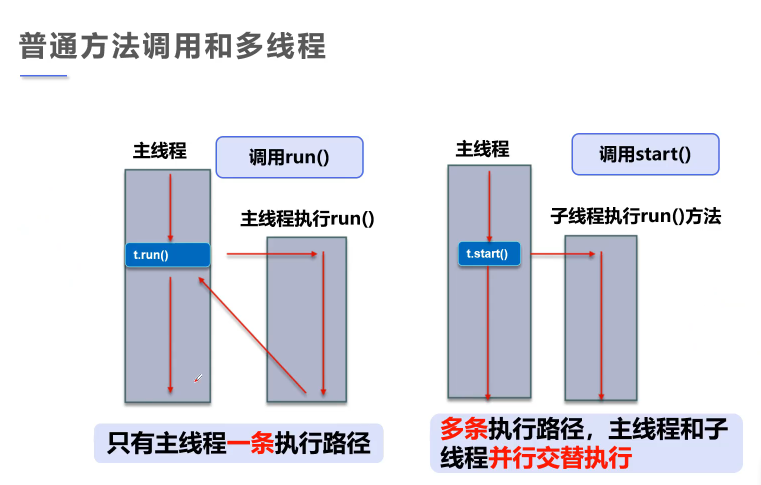 普通方法调用和多线程
主线程
调用run()
主线程执行run()
t.run()
只有主线程一条执行路径
主线程
调用start()
子线程执行run()方法
t.start()
多条执行路径，主线程和子
线程并行交替执行